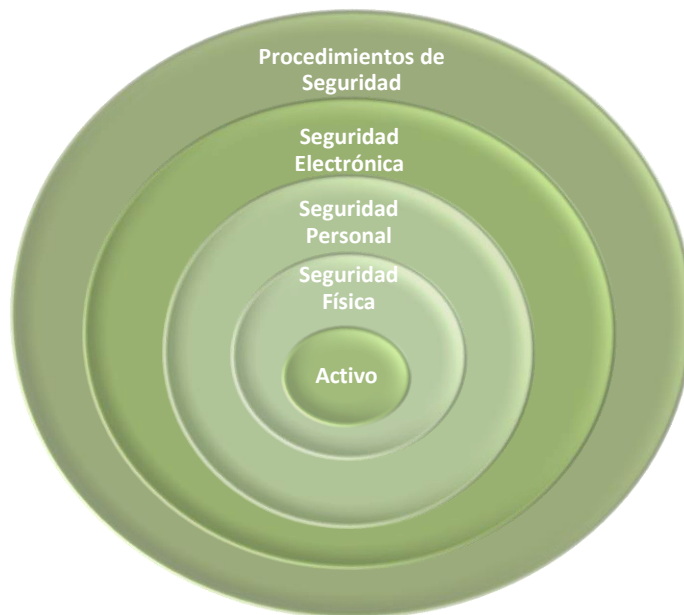 Procedimientos de
Seguridad
Seguridad
Electrónica
Seguridad
Personal
Seguridad
Física
Activo